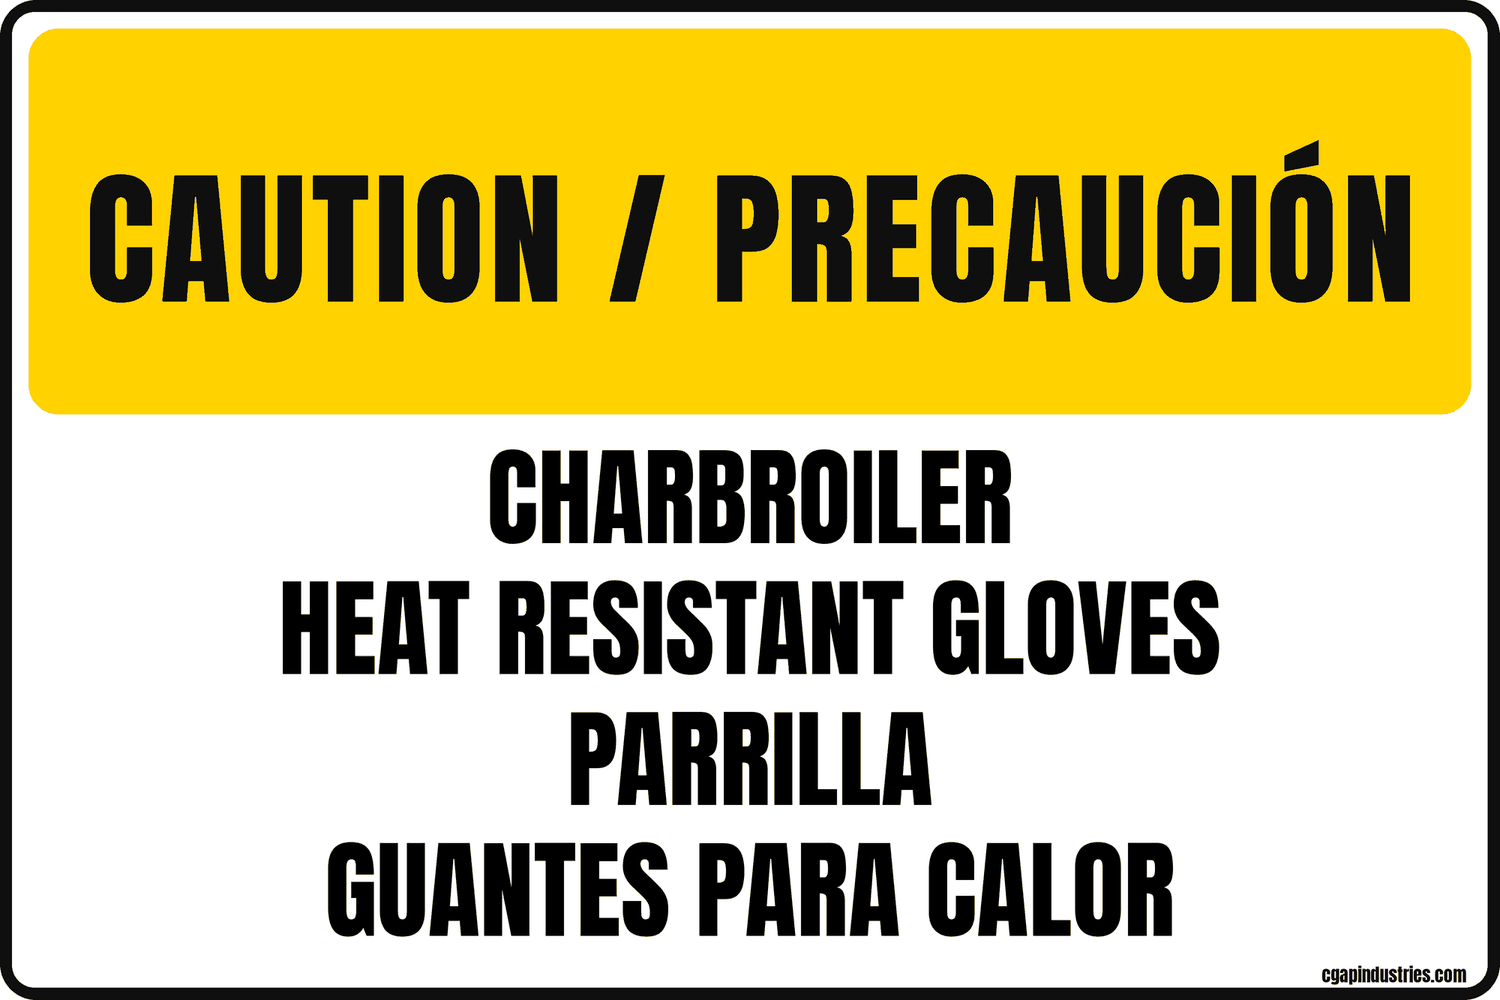 CAUTION / PRECAUCIÓN
CHARBROILER
HEAT RESISTANT GLOVES
PARRILLA
GUANTES PARA CALOR
cgapindustries.com